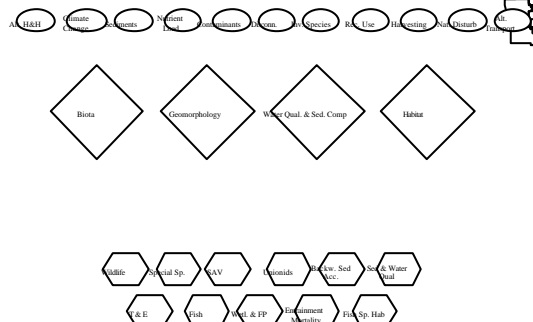 Alt. H&H
Climate
Change
Sediments
Nutrient
Load
Contaminants
Disconn.
Inv. Species
Rec. Use
Harvesting
Nat. Disturb
Alt.
Transport
Biota
Geomorphology
Water Qual. & Sed. Comp
Habitat
Wildlife
Special Sp.
SAV
Unionids
Backw. Sed
Acc.
Sed & Water
Qual
T & E
Fish
Wetl. & FP
Entrainment
Mortality
Fish Sp. Hab